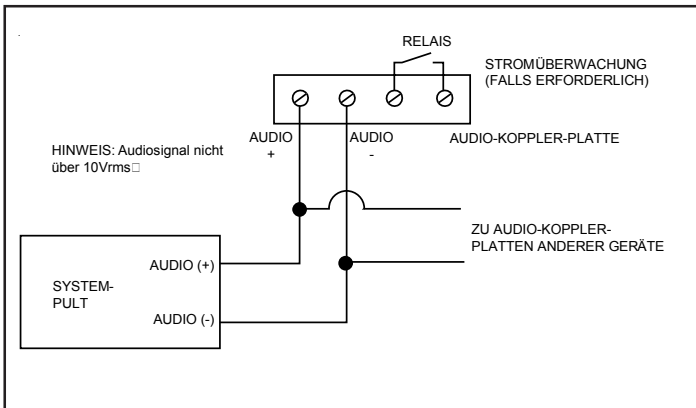 RELAIS
STROMÜBERWACHUNG
(FALLS ERFORDERLICH)
AUDIO
+
AUDIO
-
AUDIO-KOPPLER-PLATTE
HINWEIS: Audiosignal nicht
über 10Vrms□
ZU AUDIO-KOPPLER-
PLATTEN ANDERER GERÄTE
SYSTEM-
PULT
AUDIO (+)
AUDIO (-)